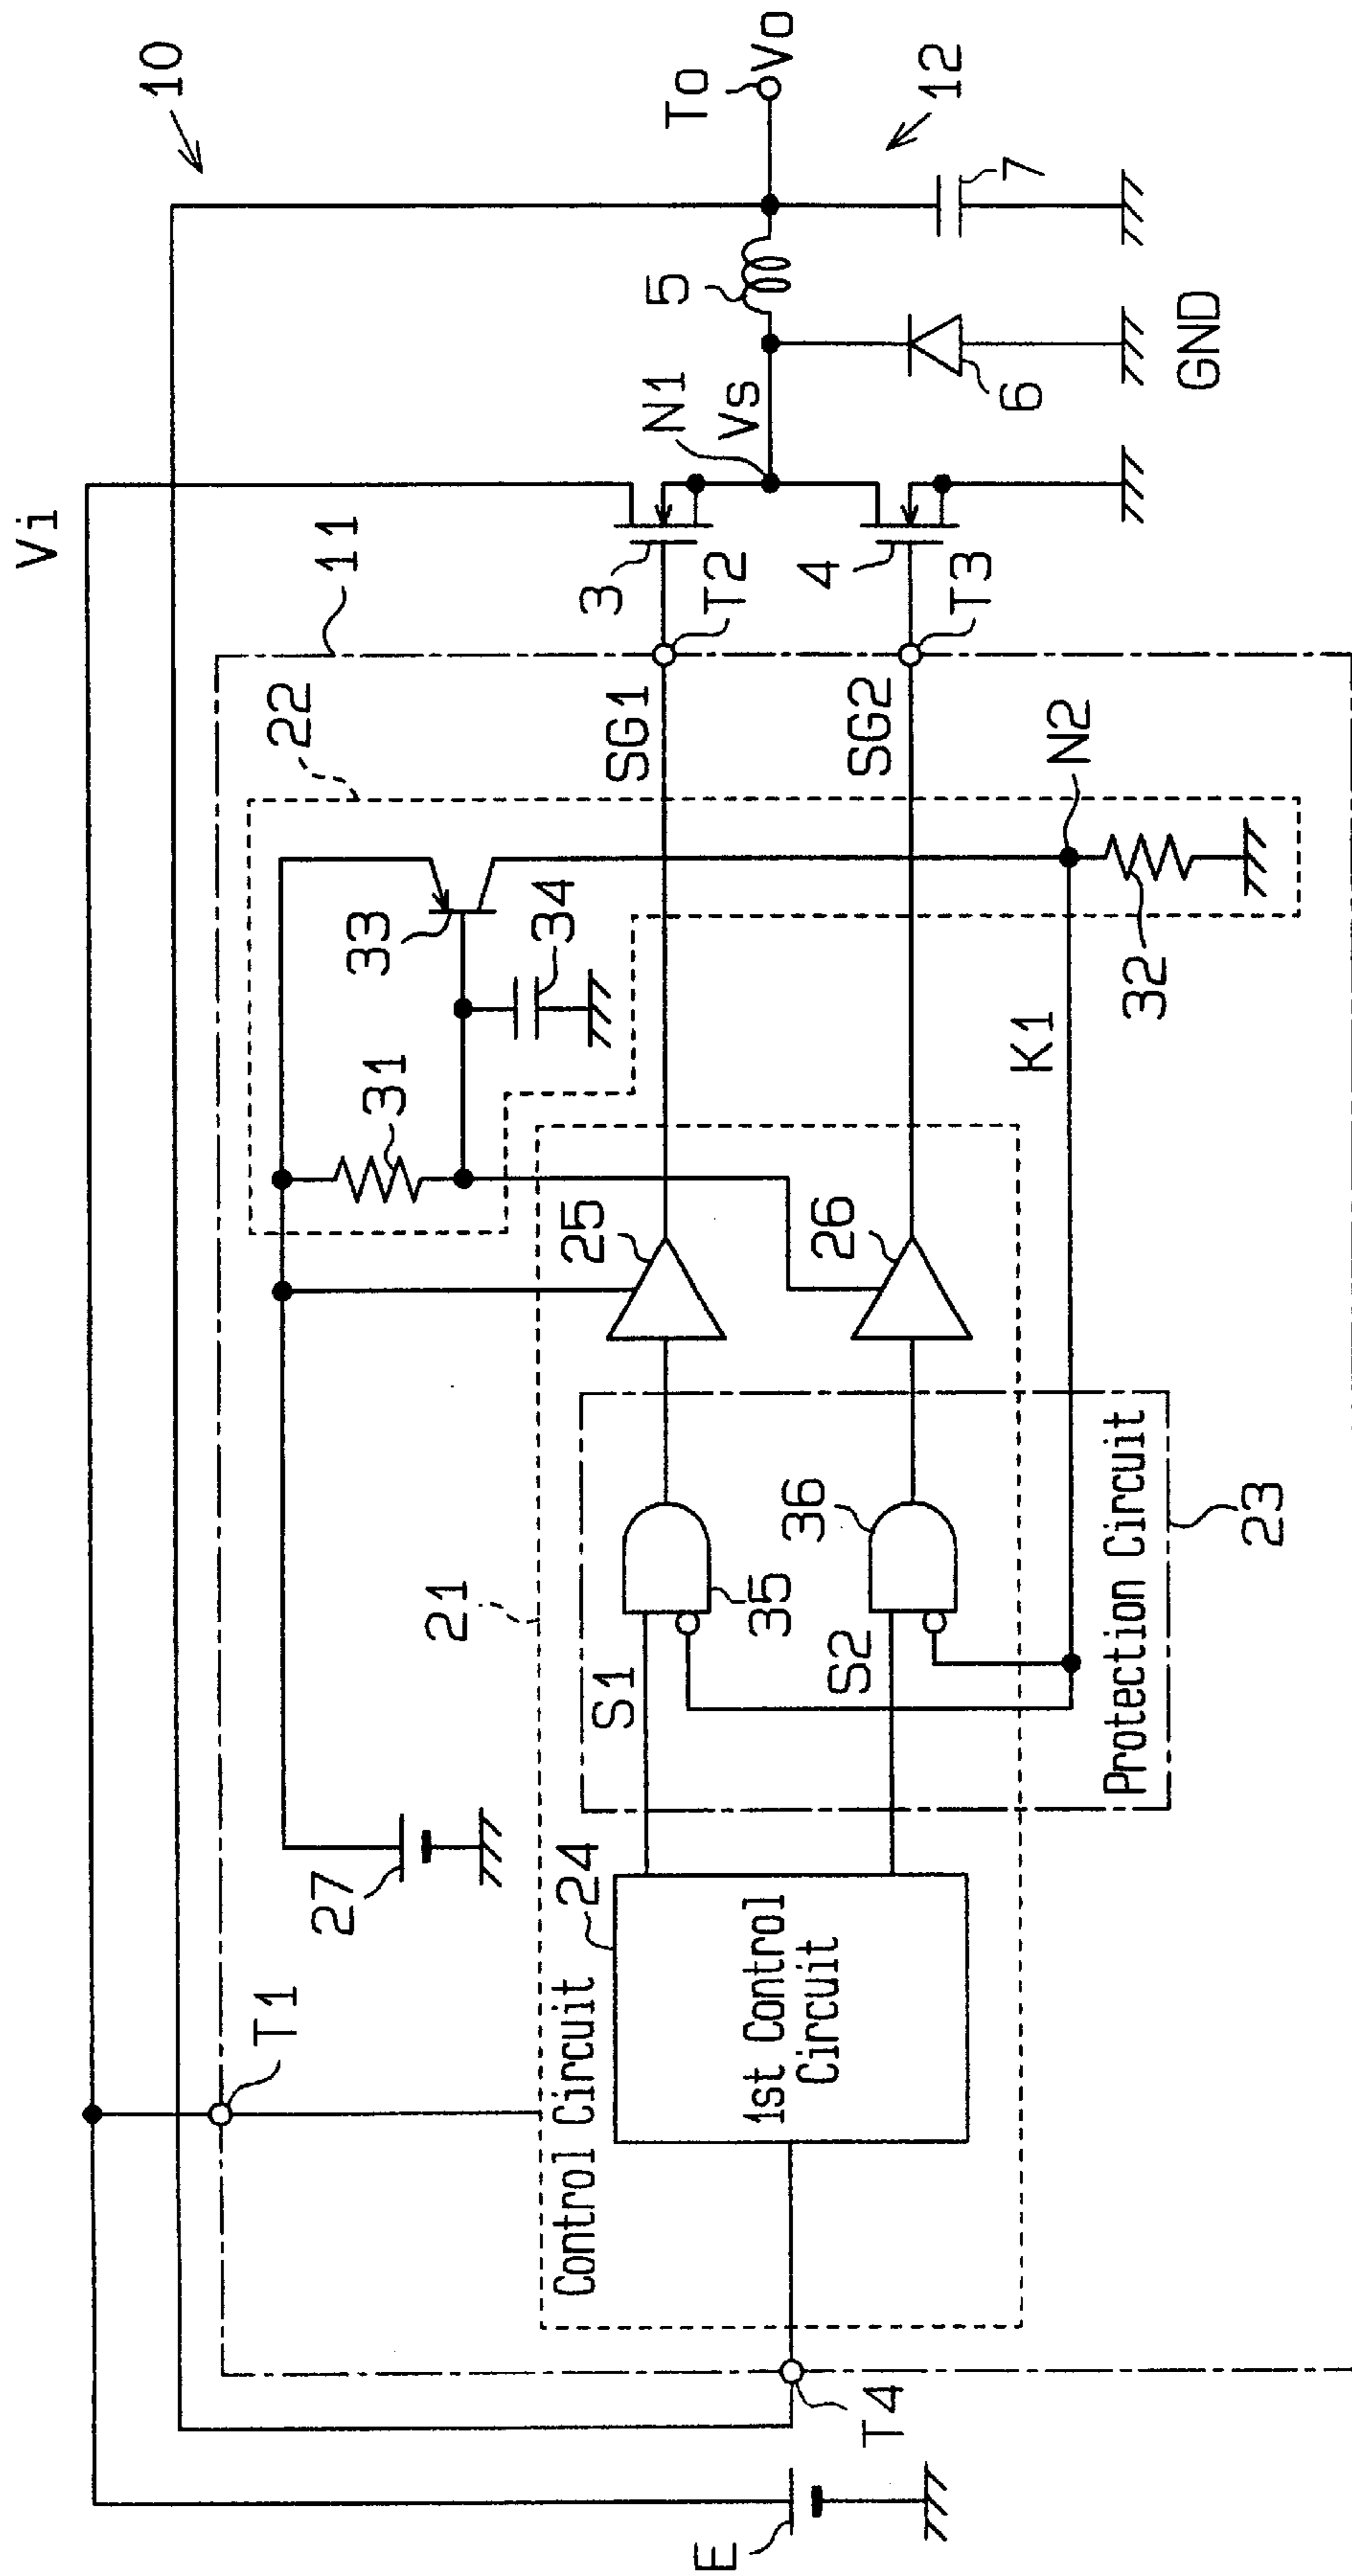 10
Vi
11
22
33
31
34
SG1
T2
3
N1
Vs
5
To
Vo
12
7
6
GND
4
T3
SG2
N2
32
K1
25
26
21
27
T1
S1
35
36
S2
Protection Circuit
23
24
1st Control
Circuit
Control Circuit
T4
E